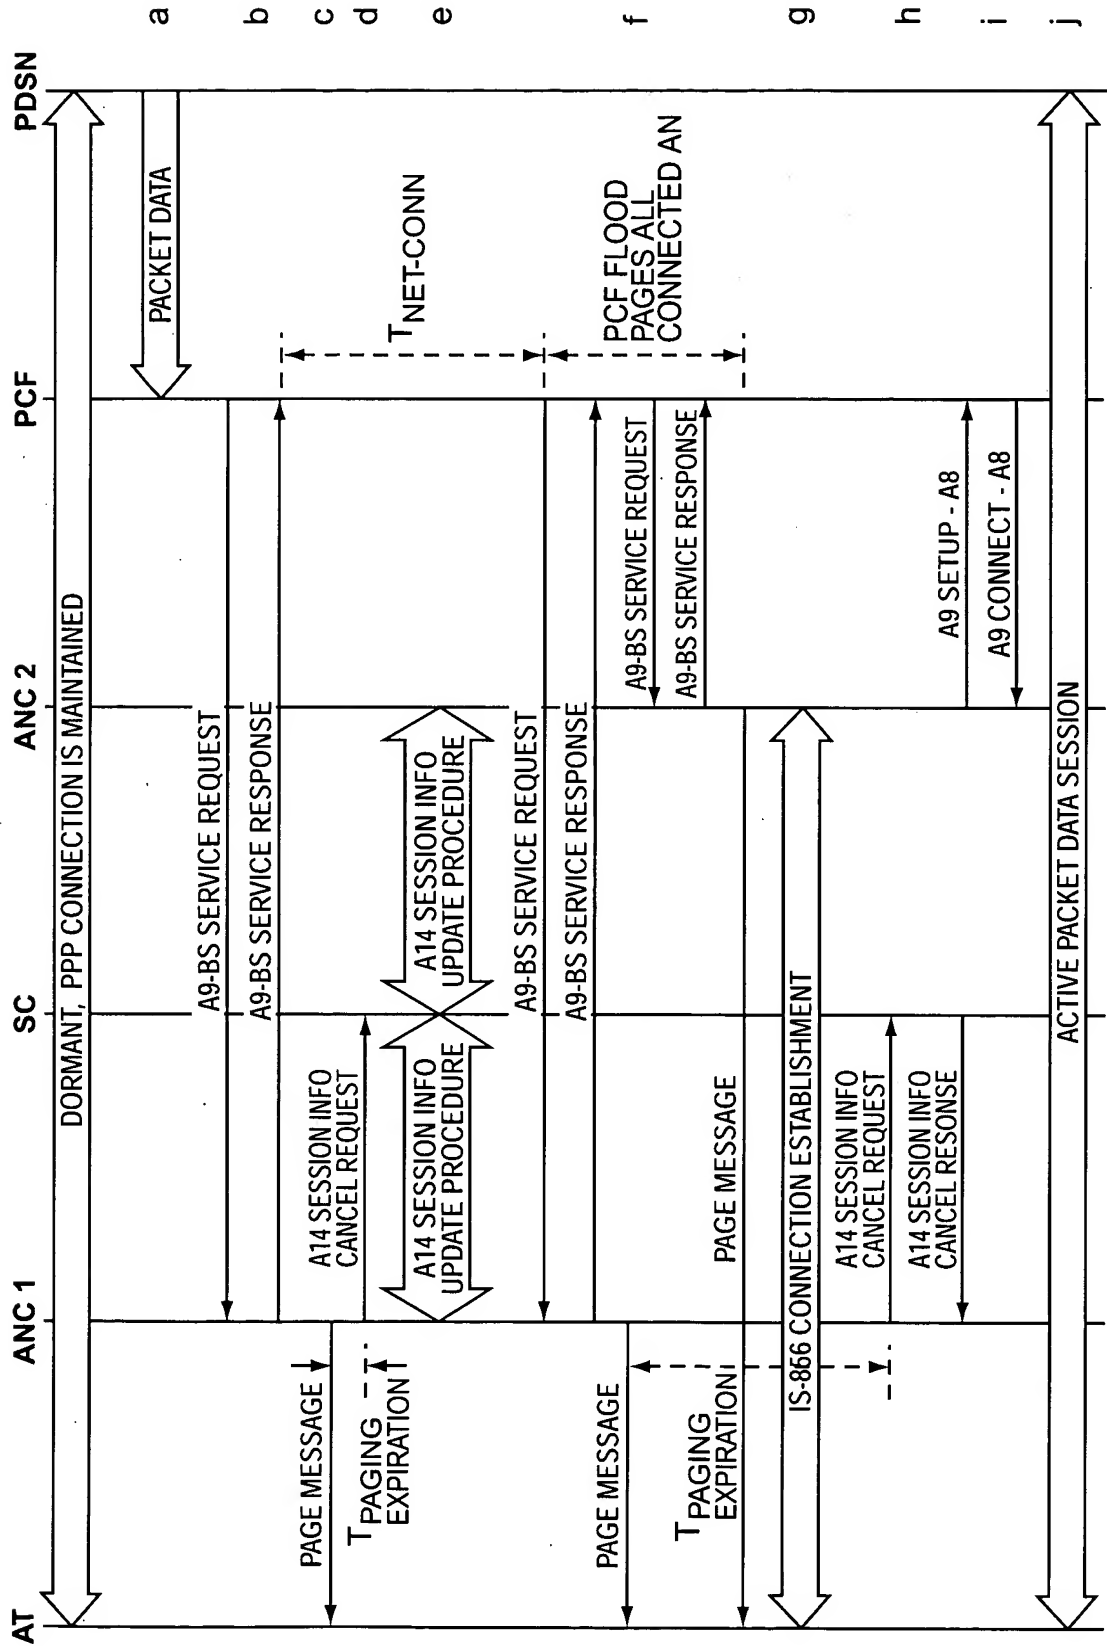 AT
ANC 1
SC
ANC 2
PCF
PDSN
DORMANT, PPP CONNECTION IS MAINTAINED
PACKET DATA
a
A9-BS SERVICE REQUEST
b
A9-BS SERVICE RESPONSE
PAGE MESSAGE
c
A14 SESSION INFO
CANCEL REQUEST
d
TPAGING
EXPIRATION
TNET-CONN
A14 SESSION INFO
UPDATE PROCEDURE
A14 SESSION INFO
UPDATE PROCEDURE
e
A9-BS SERVICE REQUEST
A9-BS SERVICE RESPONSE
PAGE MESSAGE
A9-BS SERVICE REQUEST
A9-BS SERVICE RESPONSE
PCF FLOOD
PAGES ALL
CONNECTED AN
f
TPAGING
EXPIRATION
PAGE MESSAGE
IS-856 CONNECTION ESTABLISHMENT
g
A14 SESSION INFO
CANCEL REQUEST
h
A14 SESSION INFO
CANCEL RESONSE
A9 SETUP - A8
i
A9 CONNECT - A8
ACTIVE PACKET DATA SESSION
j